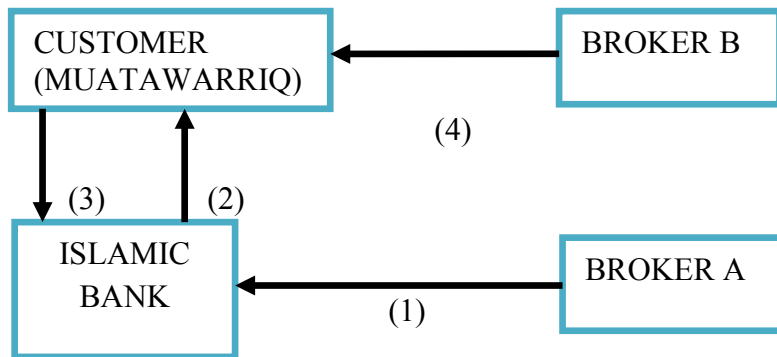 CUSTOMER
(MUATAWARRIQ)
BROKER B
(4)
(3)
(2)
ISLAMIC
BANK
BROKER A
(1)